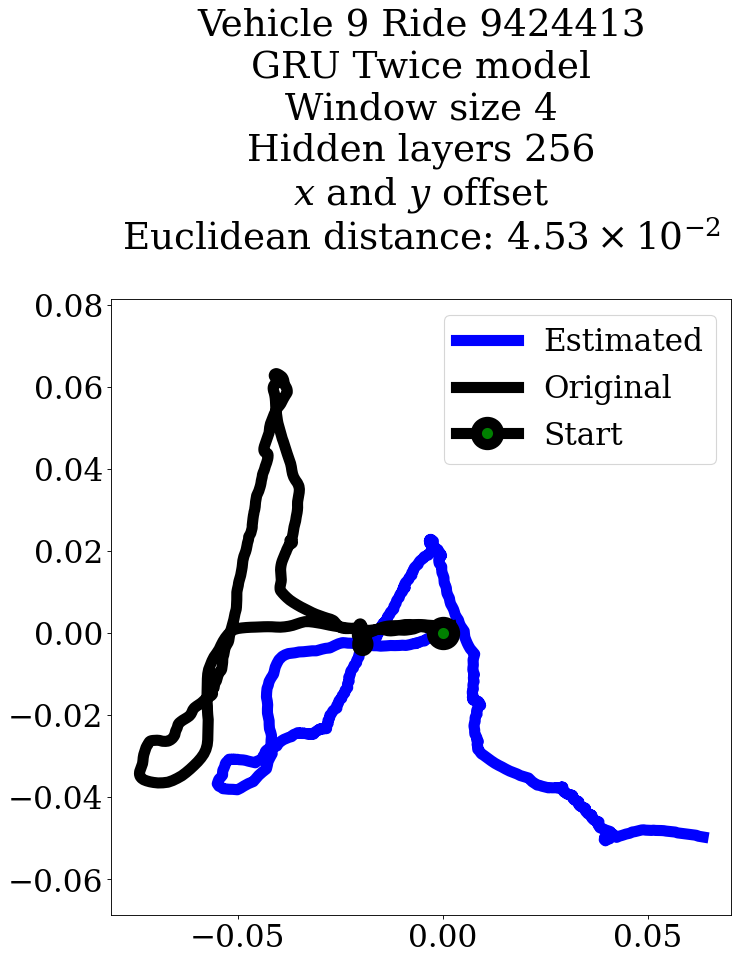 Vehicle 9 Ride 9424413
GRU Twice model
Window size 4
Hidden layers 256
x and y offset
Euclidean distance: 4.53 × 10⁻²
0.08
0.06
0.04
0.02
0.00
−0.02
−0.04
−0.06
Estimated
Original
Start
−0.05
0.00
0.05